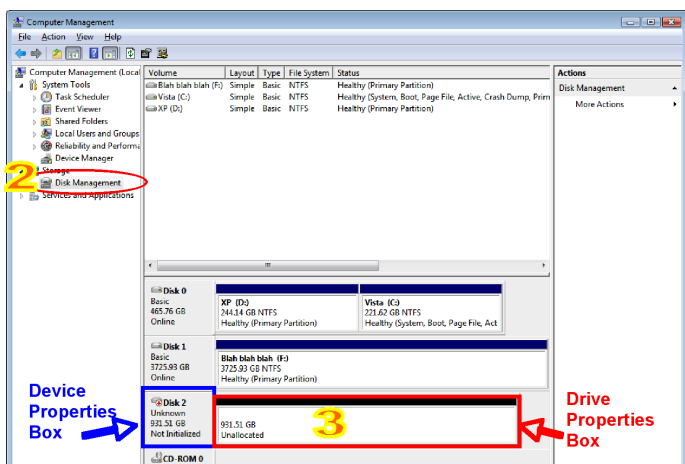 Computer Management
File Action View Help
Computer Management (Local
System Tools
Task Scheduler
Event Viewer
Shared Folders
Local Users and Groups
Reliability and Performa
Device Manager
Storage
Disk Management
Services and Applications
2
Volume Layout Type File System Status
Blah blah blah (F:) Simple Basic NTFS Healthy (Primary Partition)
Vista (C:) Simple Basic NTFS Healthy (System, Boot, Page File, Active, Crash Dump, Prim
XP (D:) Simple Basic NTFS Healthy (Primary Partition)
Actions
Disk Management
More Actions
Disk 0
Basic
465.76 GB
Online
XP (D:)
244.14 GB NTFS
Healthy (Primary Partition)
Vista (C:)
221.62 GB NTFS
Healthy (System, Boot, Page File, Act
Disk 1
Basic
3725.93 GB
Online
Blah blah blah (F:)
3725.93 GB NTFS
Healthy (Primary Partition)
Device
Properties
Box
Disk 2
Unknown
931.51 GB
Not Initialized
931.51 GB
Unallocated
3
Drive
Properties
Box
CD-ROM 0